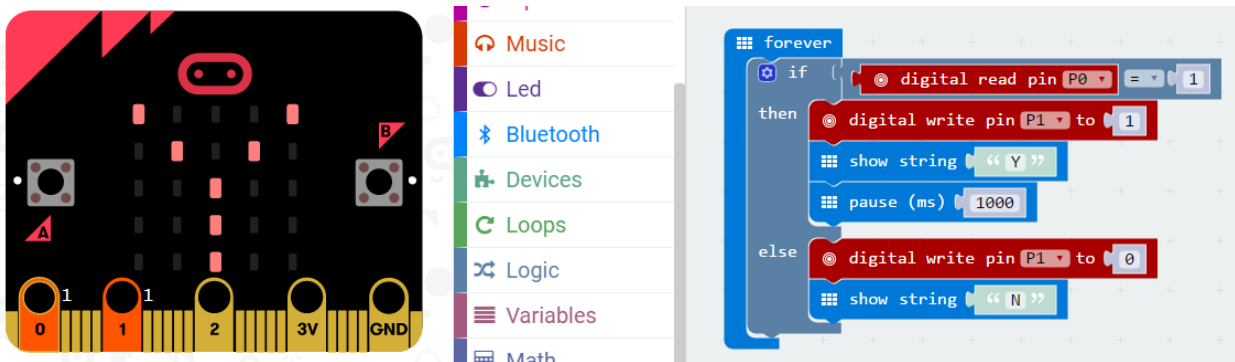 B
A
1
1
0
1
2
3V
GND
Music
Led
Bluetooth
Devices
Loops
Logic
Variables
Math
forever
if digital read pin P0 = 1
then digital write pin P1 to 1
show string “ Y ”
pause (ms) 1000
else digital write pin P1 to 0
show string “ N ”